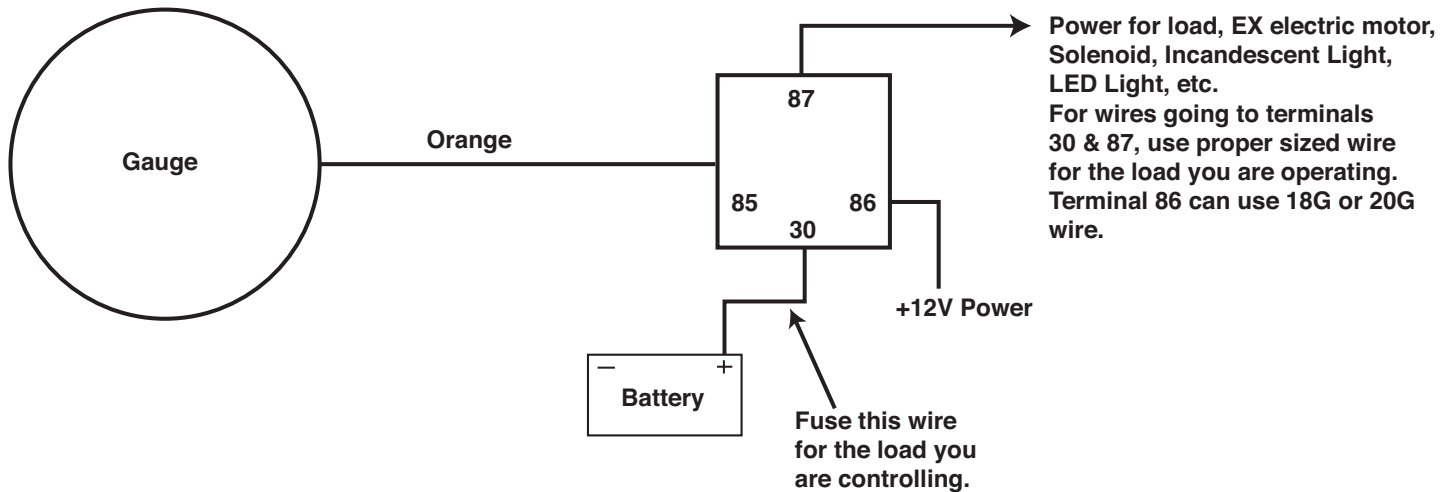 Power for load, EX electric motor,
Solenoid, Incandescent Light,
LED Light, etc.
For wires going to terminals
30 & 87, use proper sized wire
for the load you are operating.
Terminal 86 can use 18G or 20G
wire.
87
Orange
Gauge
85 86
30
+12V Power
— +
Battery
Fuse this wire
for the load you
are controlling.